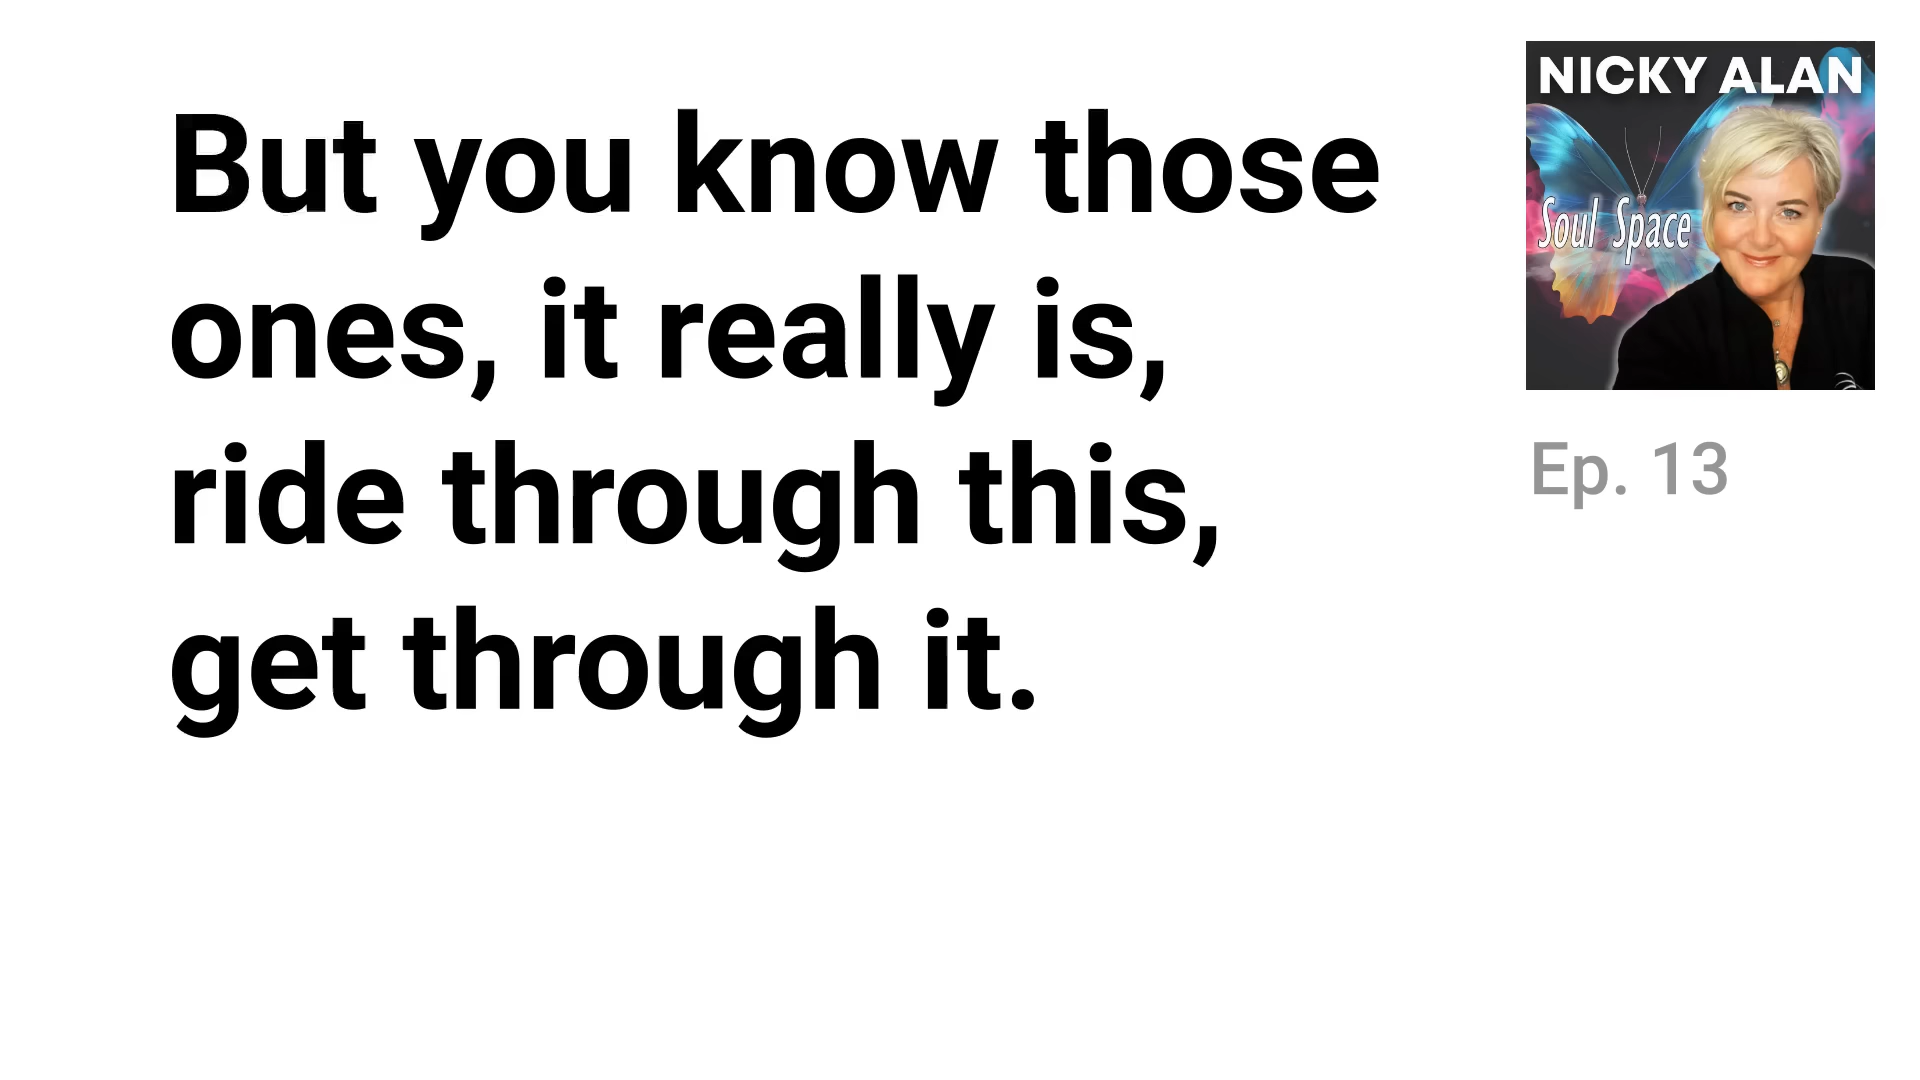 But you know those
ones, it really is,
ride through this,
get through it.
NICKY ALAN
Soul Space
Ep. 13